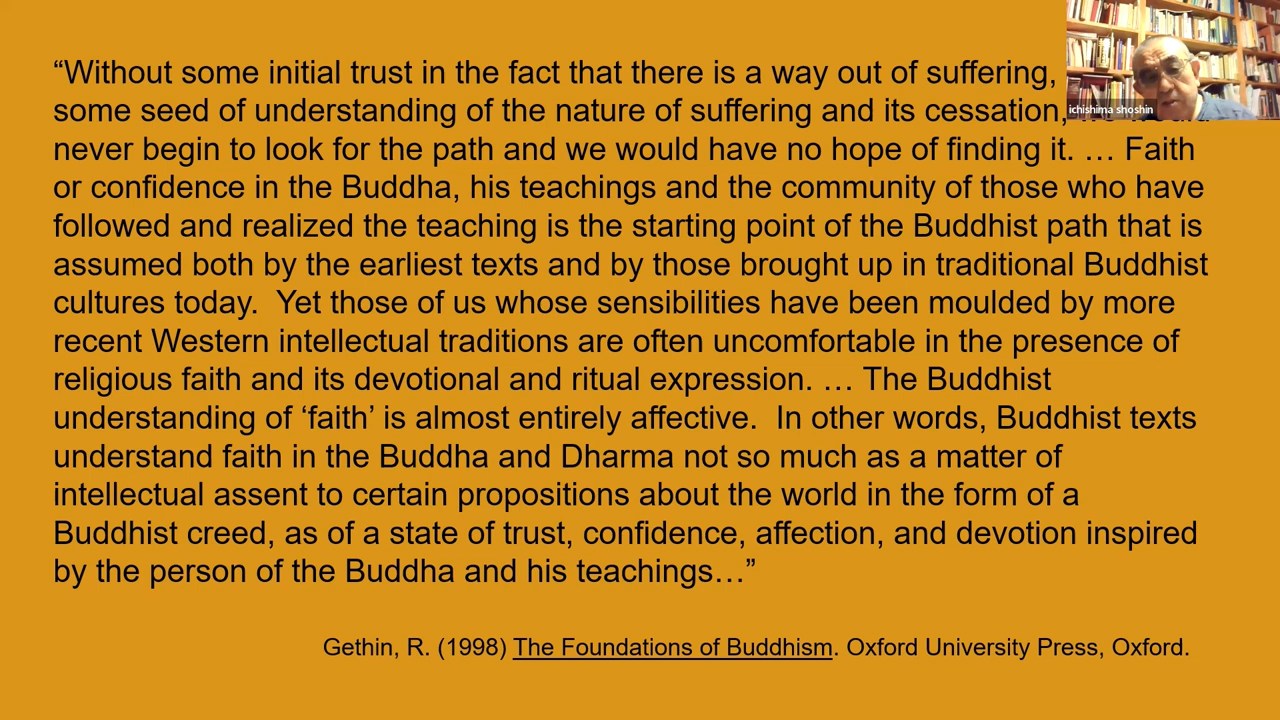 “Without some initial trust in the fact that there is a way out of suffering,
some seed of understanding of the nature of suffering and its cessation,
never begin to look for the path and we would have no hope of finding it. … Faith
or confidence in the Buddha, his teachings and the community of those who have
followed and realized the teaching is the starting point of the Buddhist path that is
assumed both by the earliest texts and by those brought up in traditional Buddhist
cultures today.  Yet those of us whose sensibilities have been moulded by more
recent Western intellectual traditions are often uncomfortable in the presence of
religious faith and its devotional and ritual expression. … The Buddhist
understanding of ‘faith’ is almost entirely affective.  In other words, Buddhist texts
understand faith in the Buddha and Dharma not so much as a matter of
intellectual assent to certain propositions about the world in the form of a
Buddhist creed, as of a state of trust, confidence, affection, and devotion inspired
by the person of the Buddha and his teachings…”
Gethin, R. (1998) The Foundations of Buddhism. Oxford University Press, Oxford.
ichishima shoshin